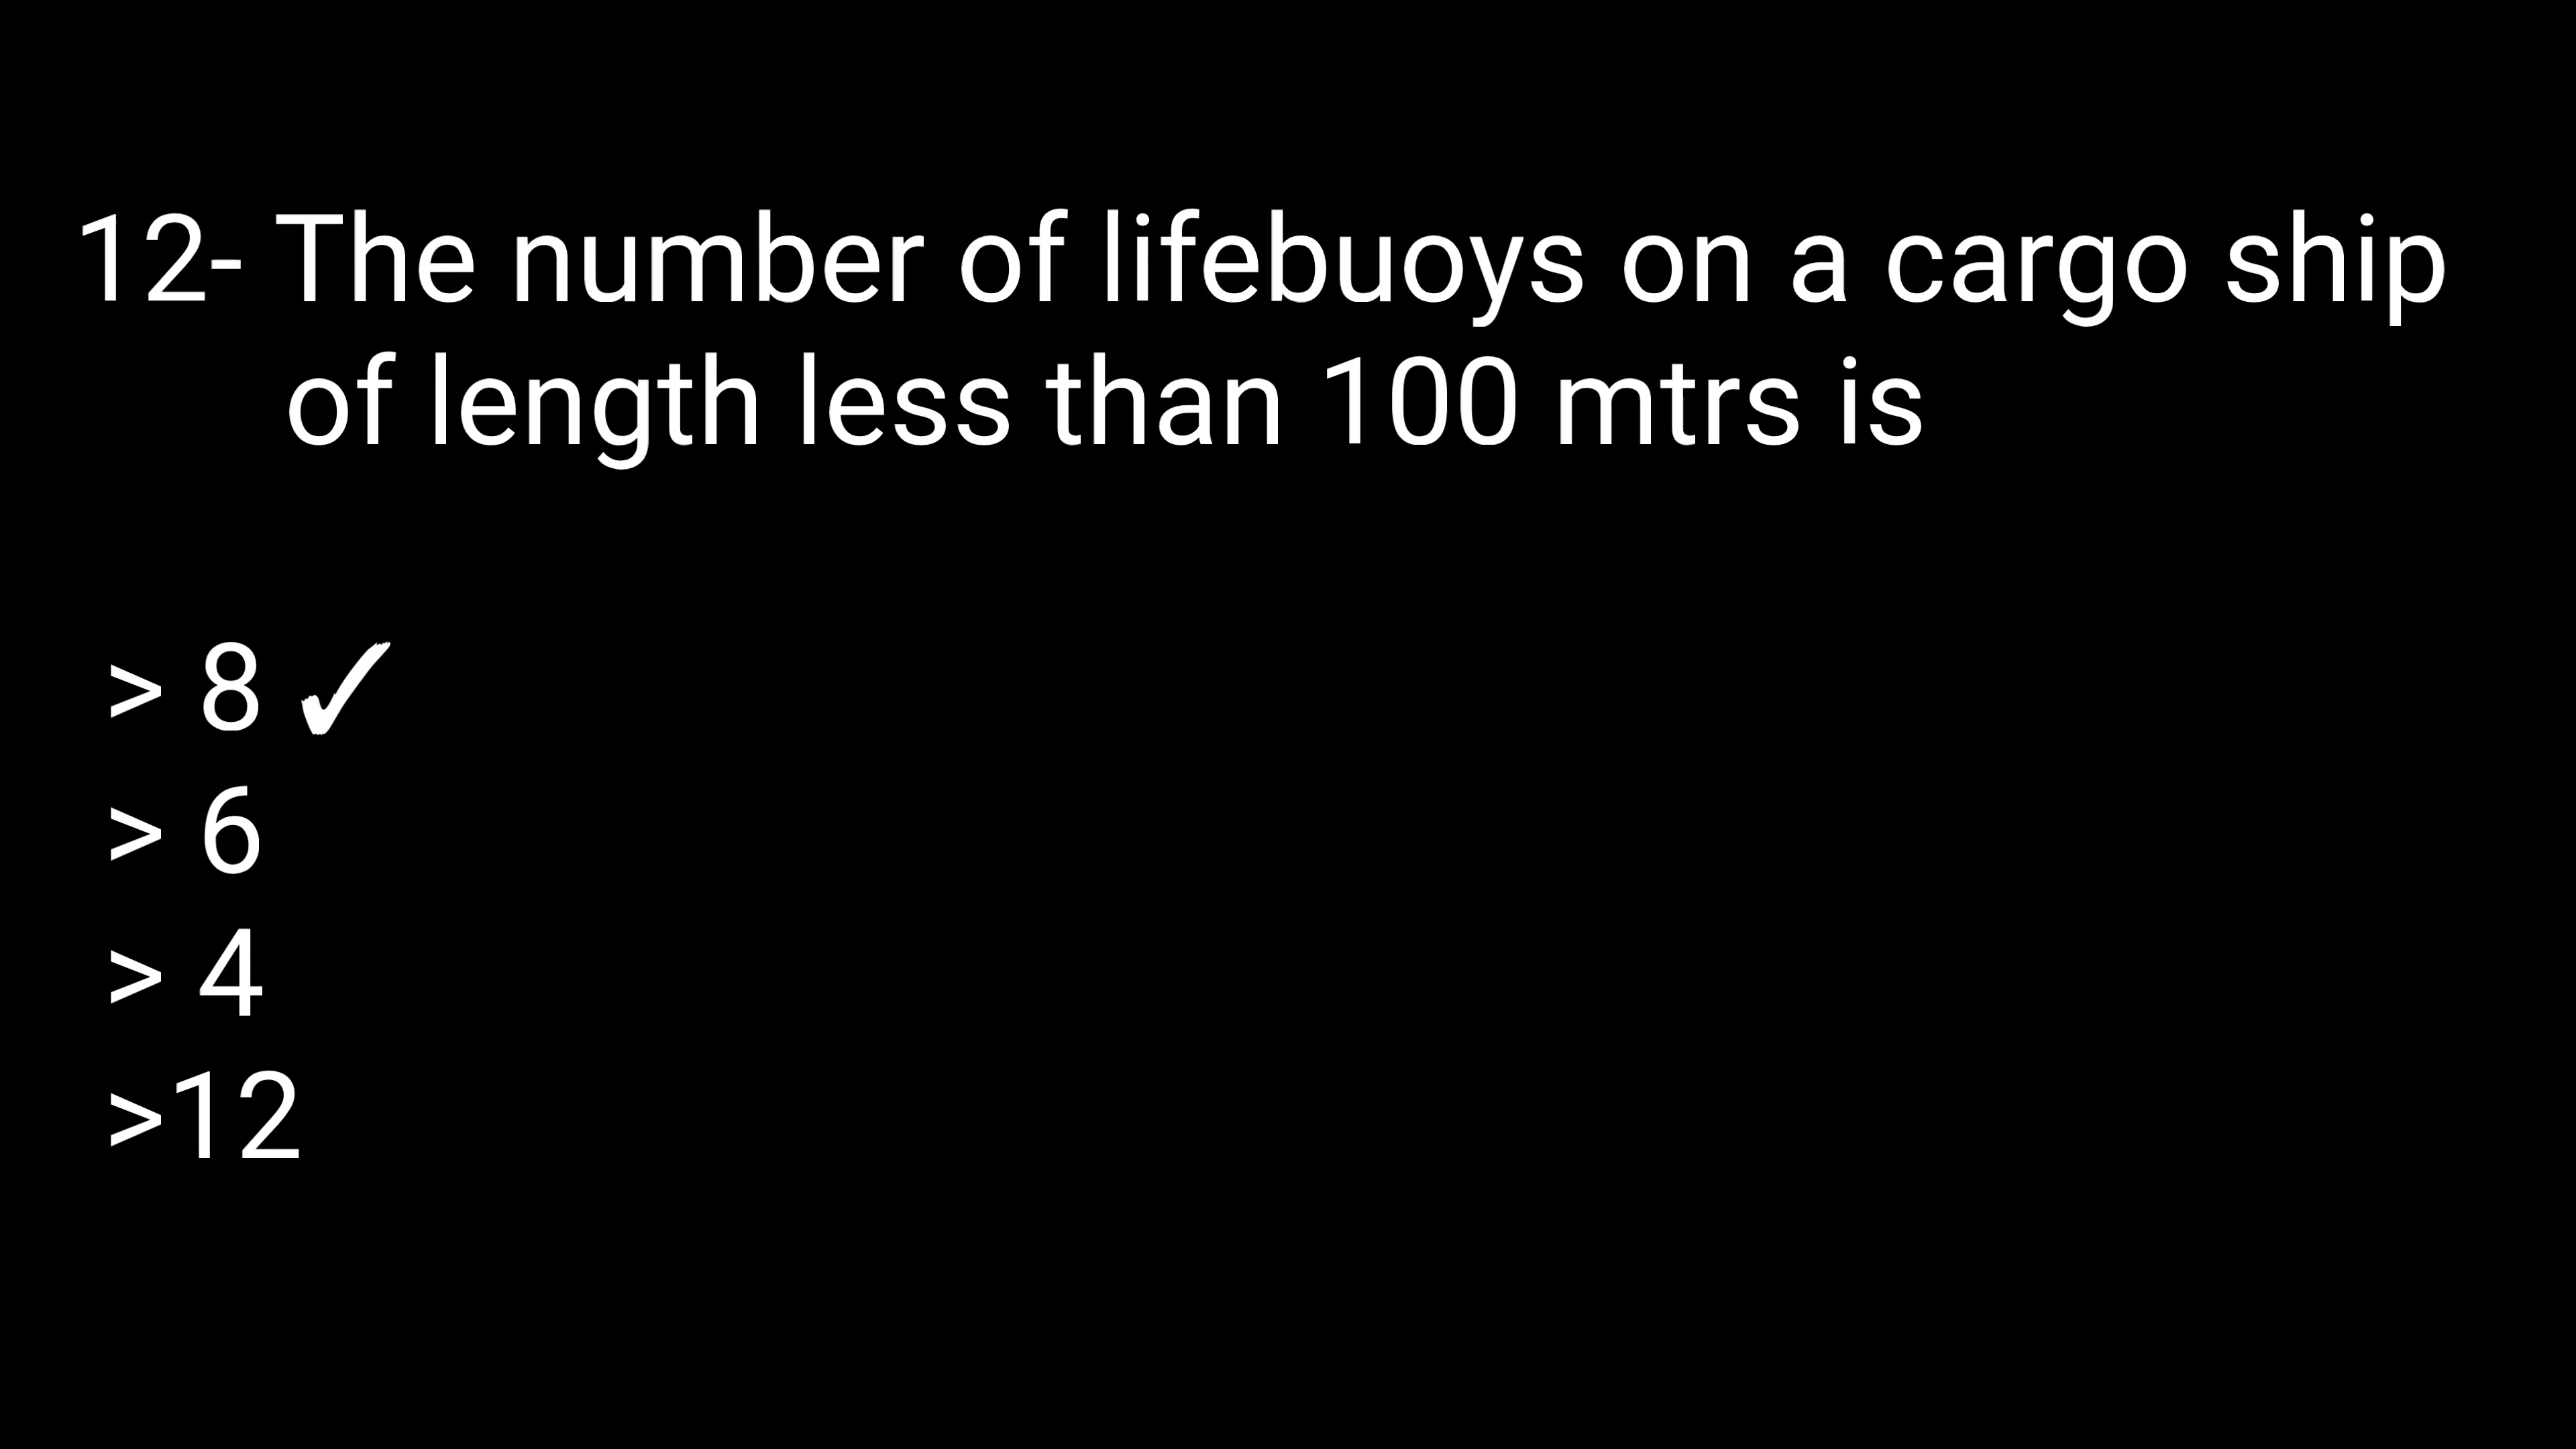 12- The number of lifebuoys on a cargo ship
of length less than 100 mtrs is
> 8 ✓
> 6
> 4
>12